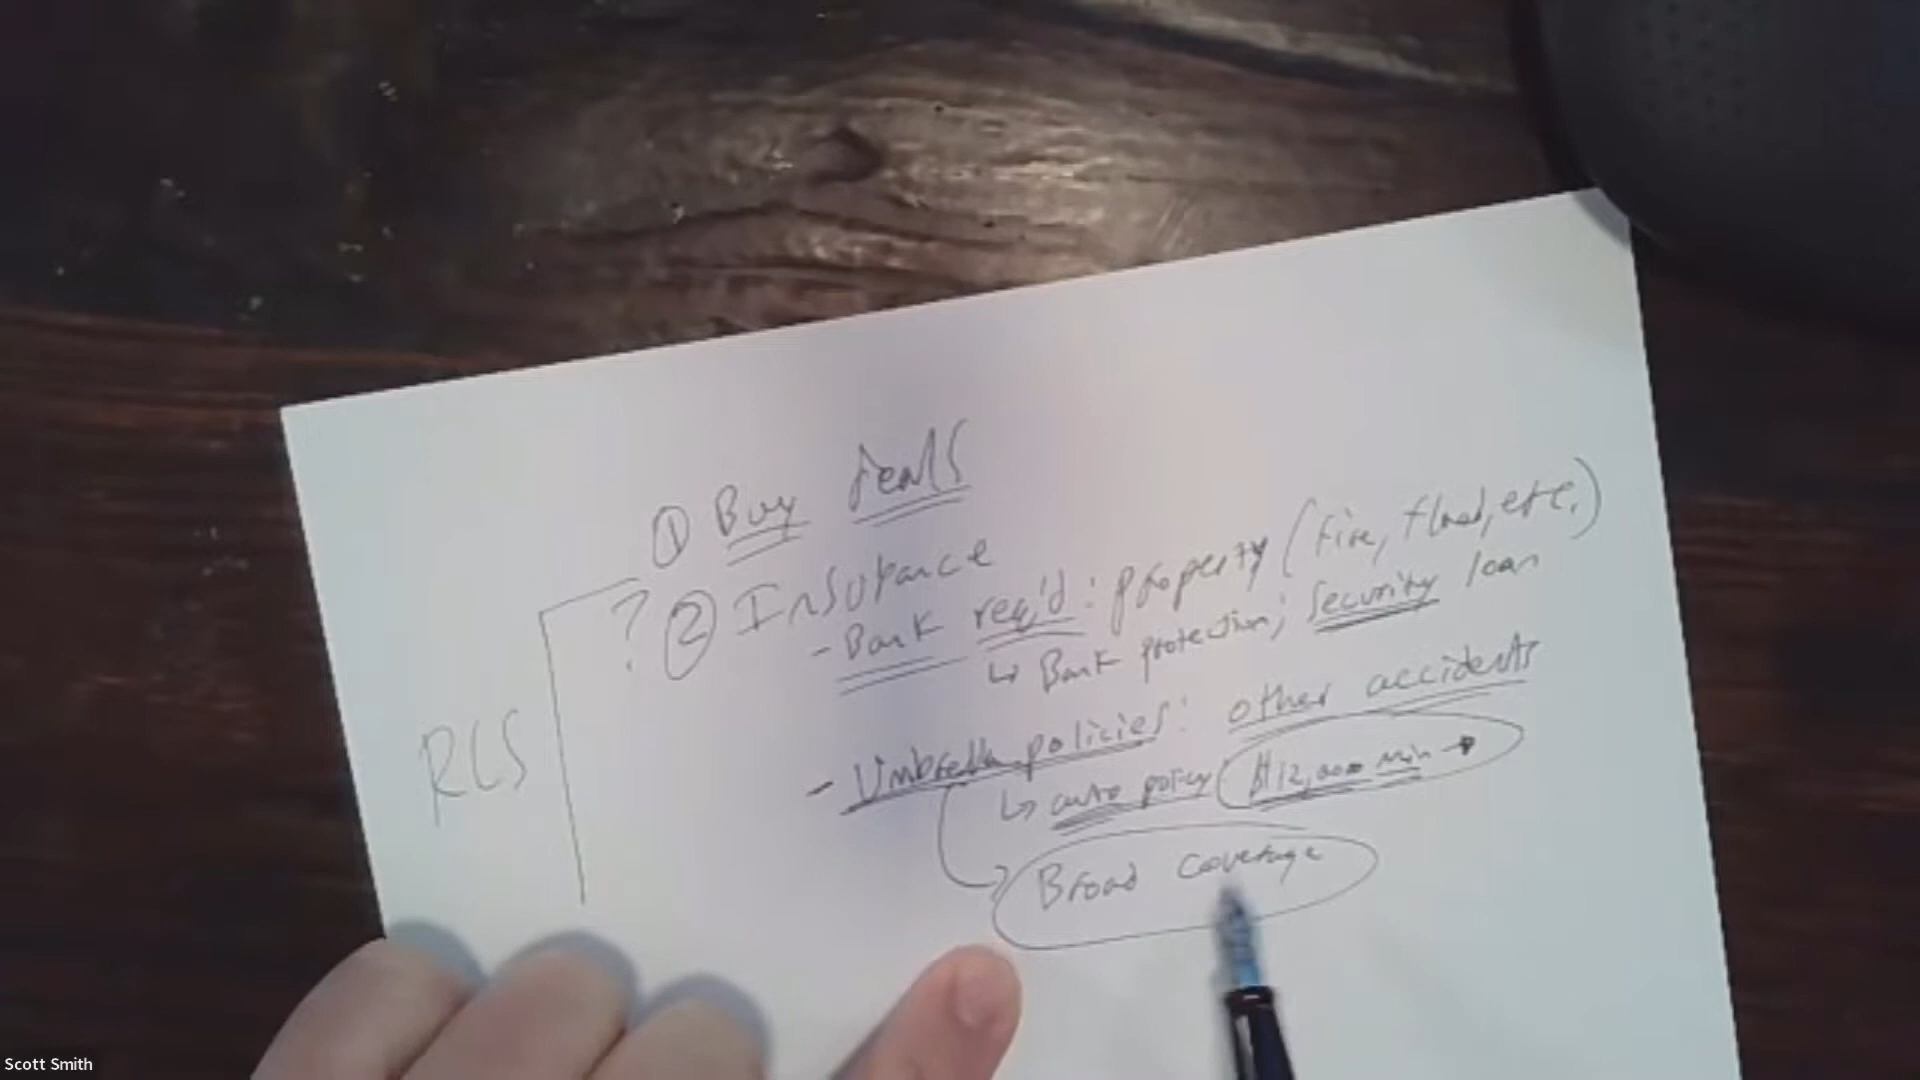 ① Buy deals
? ② Insurance
- Bank req'd: property (fire, flood, etc.)
↳ Bank protection; security loan
RLS
- Umbrella policies: other accidents
↳ auto policy $12,000 min →
Broad coverage
Scott Smith